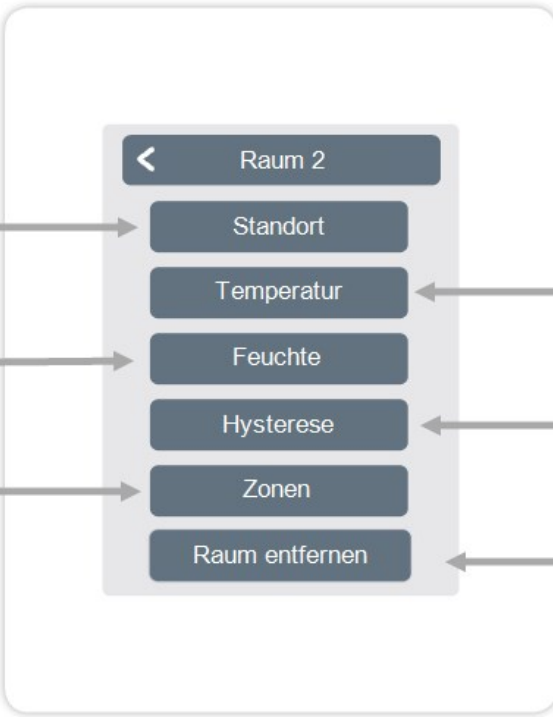 Raum 2
Standort
Temperatur
Feuchte
Hysterese
Zonen
Raum entfernen